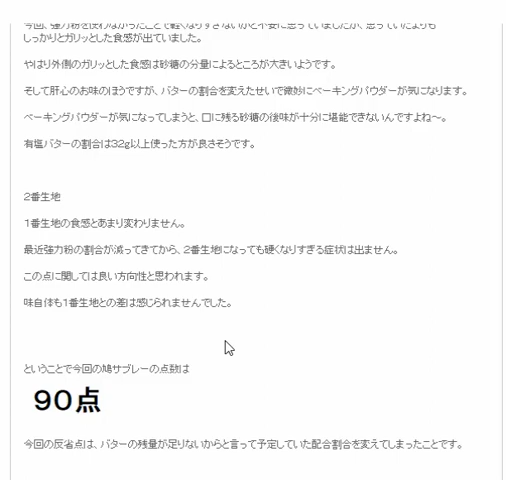 今回、強力粉を使わなかったことで軽くなりすぎないかと不安に思っていましたが、思っていたよりも
しっかりとガリッとした食感が出ていました。
やはり外側のガリッとした食感は砂糖の分量によるところが大きいようです。
そして肝心のお味のほうですが、バターの割合を変えたせいで微妙にベーキングパウダーが気になります。
ベーキングパウダーが気になってしまうと、口に残る砂糖の後味が十分に堪能できないんですよね～。
有塩バターの割合は32g以上使った方が良さそうです。
2番生地
1番生地の食感とあまり変わりません。
最近強力粉の割合が減ってきてから、2番生地になっても硬くなりすぎる症状は出ません。
この点に関しては良い方向性と思われます。
味自体も1番生地との差は感じられませんでした。
ということで今回の鳩サブレーの点数は
90点
今回の反省点は、バターの残量が足りないからと言って予定していた配合割合を変えてしまったことです。